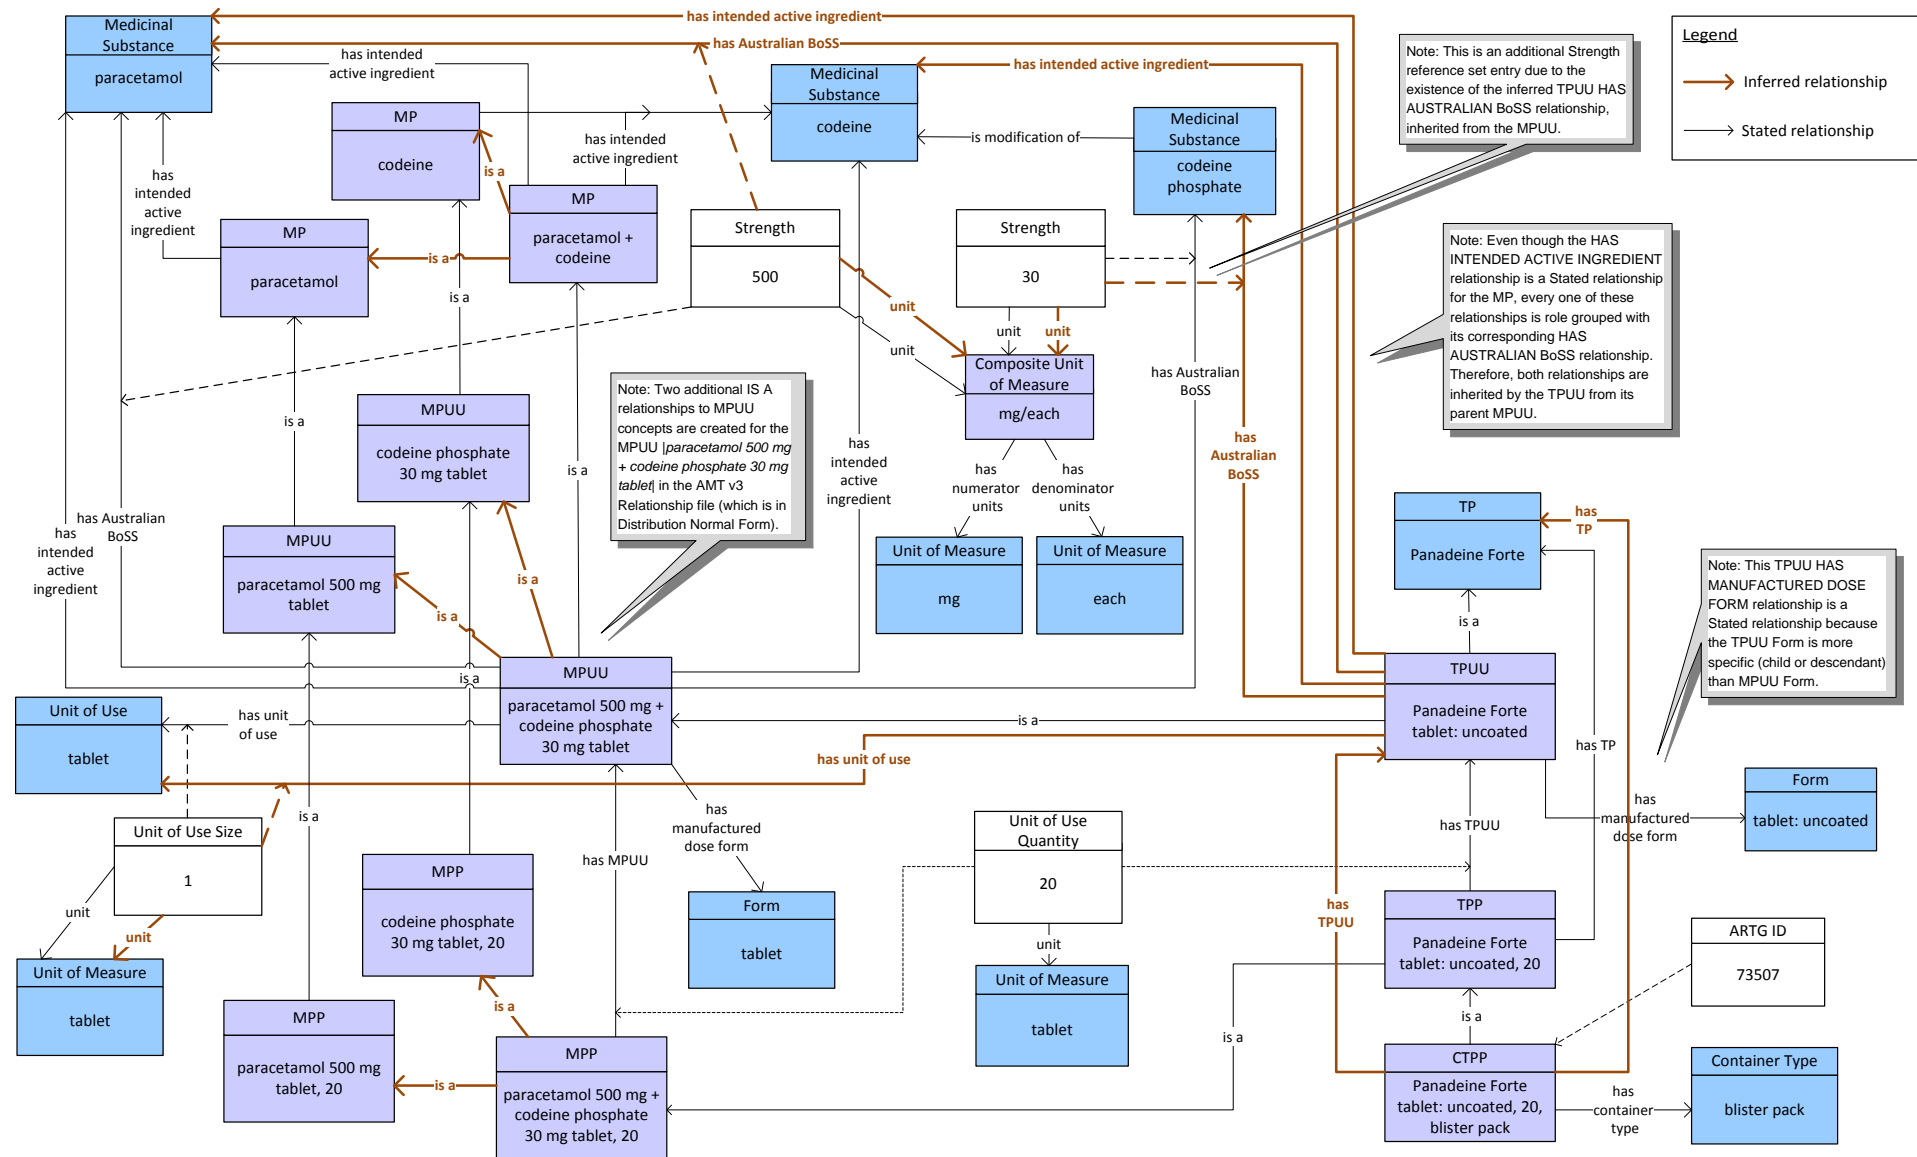 Medicinal
Substance
paracetamol
has intended active ingredient
has Australian BoSS
has intended
active ingredient
has intended active ingredient
Medicinal
Substance
codeine
Note: This is an additional Strength
reference set entry due to the
existence of the inferred TPUU HAS
AUSTRALIAN BoSS relationship,
inherited from the MPUU.
Legend
Inferred relationship
Stated relationship
MP
codeine
has intended
active ingredient
is modification of
Medicinal
Substance
codeine
phosphate
is a
has
intended
active
ingredient
MP
paracetamol
is a
MP
paracetamol +
codeine
Strength
500
Strength
30
Note: Even though the HAS
INTENDED ACTIVE INGREDIENT
relationship is a Stated relationship
for the MP, every one of these
relationships is role grouped with
its corresponding HAS
AUSTRALIAN BoSS relationship.
Therefore, both relationships are
inherited by the TPUU from its
parent MPUU.
is a
unit
unit
unit
unit
Composite Unit
of Measure
mg/each
has Australian
BoSS
Note: Two additional IS A
relationships to MPUU
concepts are created for the
MPUU |paracetamol 500 mg
+ codeine phosphate 30 mg
tablet| in the AMT v3
Relationship file (which is in
Distribution Normal Form).
is a
MPUU
codeine phosphate
30 mg tablet
is a
has
intended
active
ingredient
has
numerator
units
has
denominator
units
has
Australian
BoSS
has Australian
BoSS
has
intended
active
ingredient
MPUU
paracetamol 500 mg
tablet
is a
is a
Unit of Measure
mg
Unit of Measure
each
TP
Panadeine Forte
has
TP
is a
Note: This TPUU HAS
MANUFACTURED DOSE
FORM relationship is a
Stated relationship because
the TPUU Form is more
specific (child or descendant)
than MPUU Form.
MPUU
paracetamol 500 mg +
codeine phosphate
30 mg tablet
is a
TPUU
Panadeine Forte
tablet: uncoated
is a
has TP
Unit of Use
tablet
has unit
of use
has unit of use
Form
tablet: uncoated
has
manufactured
dose form
Unit of Use Size
1
is a
has MPUU
has
manufactured
dose form
Unit of Use
Quantity
20
has TPUU
MPP
codeine phosphate
30 mg tablet, 20
Form
tablet
has
TPUU
TPP
Panadeine Forte
tablet: uncoated, 20
ARTG ID
73507
unit
unit
unit
Unit of Measure
tablet
Unit of Measure
tablet
is a
is a
is a
MPP
paracetamol 500 mg
tablet, 20
is a
MPP
paracetamol 500 mg +
codeine phosphate
30 mg tablet, 20
CTPP
Panadeine Forte
tablet: uncoated, 20,
blister pack
has
container
type
Container Type
blister pack